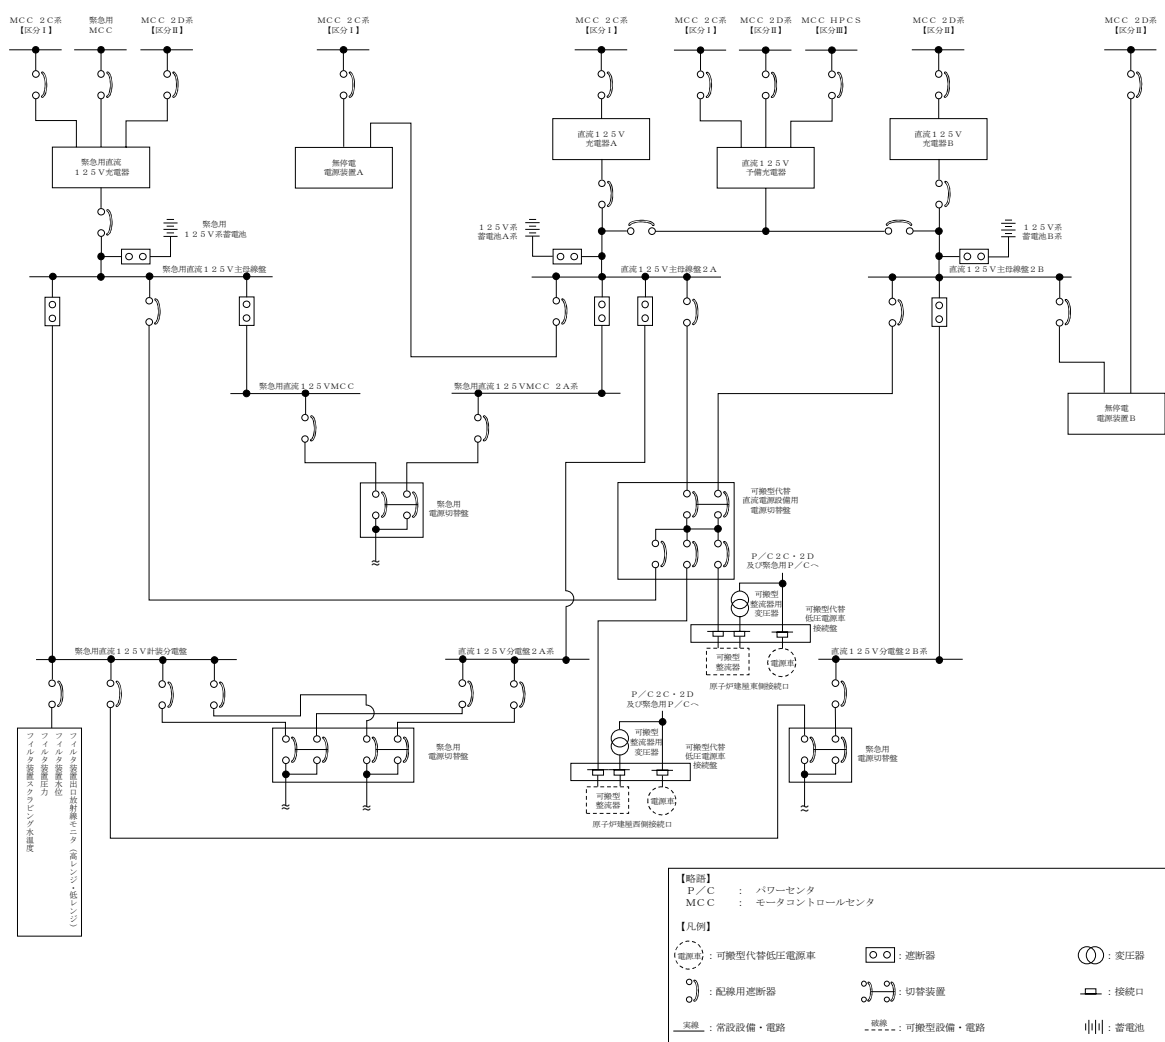 MCC 2C系
【区分Ⅰ】
緊急用
MCC
MCC 2D系
【区分Ⅱ】
MCC 2C系
【区分Ⅰ】
MCC 2C系
【区分Ⅰ】
MCC 2C系
【区分Ⅰ】
MCC 2D系
【区分Ⅱ】
MCC HPCS
【区分Ⅲ】
MCC 2D系
【区分Ⅱ】
MCC 2D系
【区分Ⅱ】
緊急用直流
125V充電器
無停電
電源装置A
直流125V
充電器A
直流125V
予備充電器
直流125V
充電器B
緊急用
125V系蓄電池
125V系
蓄電池A系
125V系
蓄電池B系
緊急用直流125V主母線盤
直流125V主母線盤2A
直流125V主母線盤2B
緊急用直流125VMCC
緊急用直流125VMCC 2A系
無停電
電源装置B
緊急用
電源切替盤
可搬型代替
直流電源設備用
電源切替盤
P/C2C・2D
及び緊急用P/Cへ
可搬型
整流器用
変圧器
可搬型代替
低圧電源車
接続盤
可搬型
整流器
電源車
原子炉建屋東側接続口
緊急用直流125V計装分電盤
直流125V分電盤2A系
直流125V分電盤2B系
P/C2C・2D
及び緊急用P/Cへ
可搬型
整流器用
変圧器
可搬型代替
低圧電源車
接続盤
可搬型
整流器
電源車
原子炉建屋西側接続口
緊急用
電源切替盤
緊急用
電源切替盤
フィルタ装置出口放射線モニタ(高レンジ・低レンジ)
フィルタ装置水位
フィルタ装置圧力
フィルタ装置スクラビング水温度
【略語】
P/C : パワーセンタ
MCC : モータコントロールセンタ
【凡例】
電源車 : 可搬型代替低圧電源車
: 遮断器
: 変圧器
: 配線用遮断器
: 切替装置
: 接続口
実線 : 常設設備・電路
破線 : 可搬型設備・電路
: 蓄電池